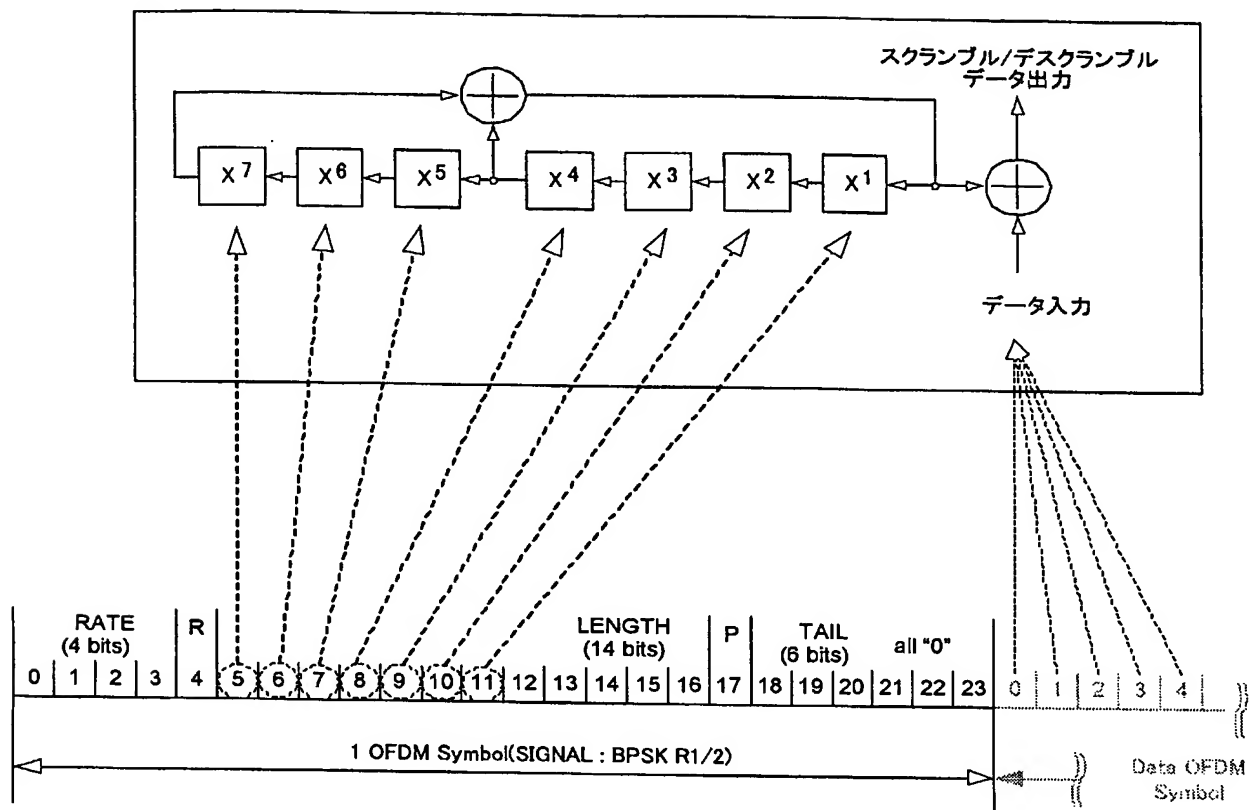 スクランブル/デスクランブル
データ出力
X7 X6 X5 X4 X3 X2 X1
データ入力
RATE
(4 bits)
R
LENGTH
(14 bits)
P
TAIL
(6 bits)
all "0"
0 1 2 3 4 5 6 7 8 9 10 11 12 13 14 15 16 17 18 19 20 21 22 23 0 1 2 3 4
1 OFDM Symbol(SIGNAL : BPSK R1/2)
Data OFDM
Symbol